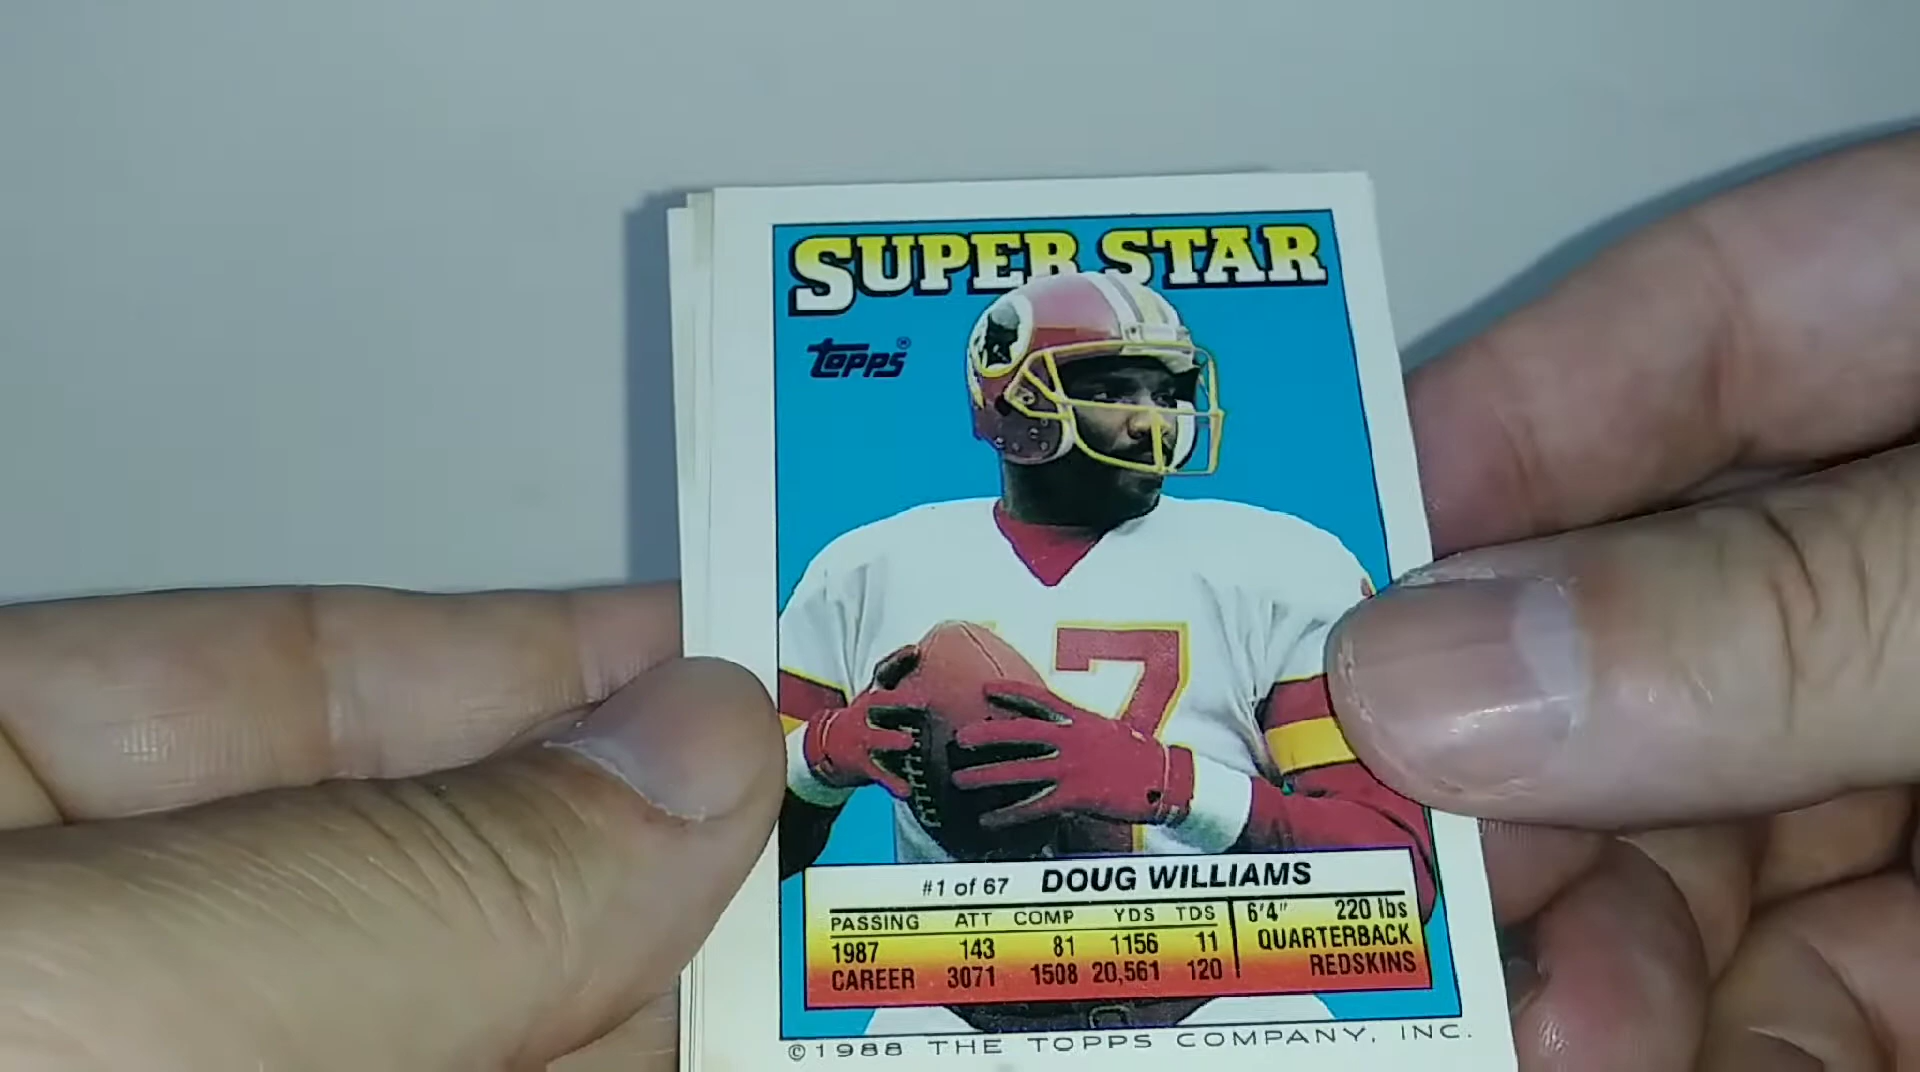 SUPER STAR
TOPPS®
7
#1 of 67 DOUG WILLIAMS
PASSING ATT COMP YDS TDS 6'4" 220 lbs
1987 143 81 1156 11 QUARTERBACK
CAREER 3071 1508 20,561 120 REDSKINS
©1988 THE TOPPS COMPANY, INC.